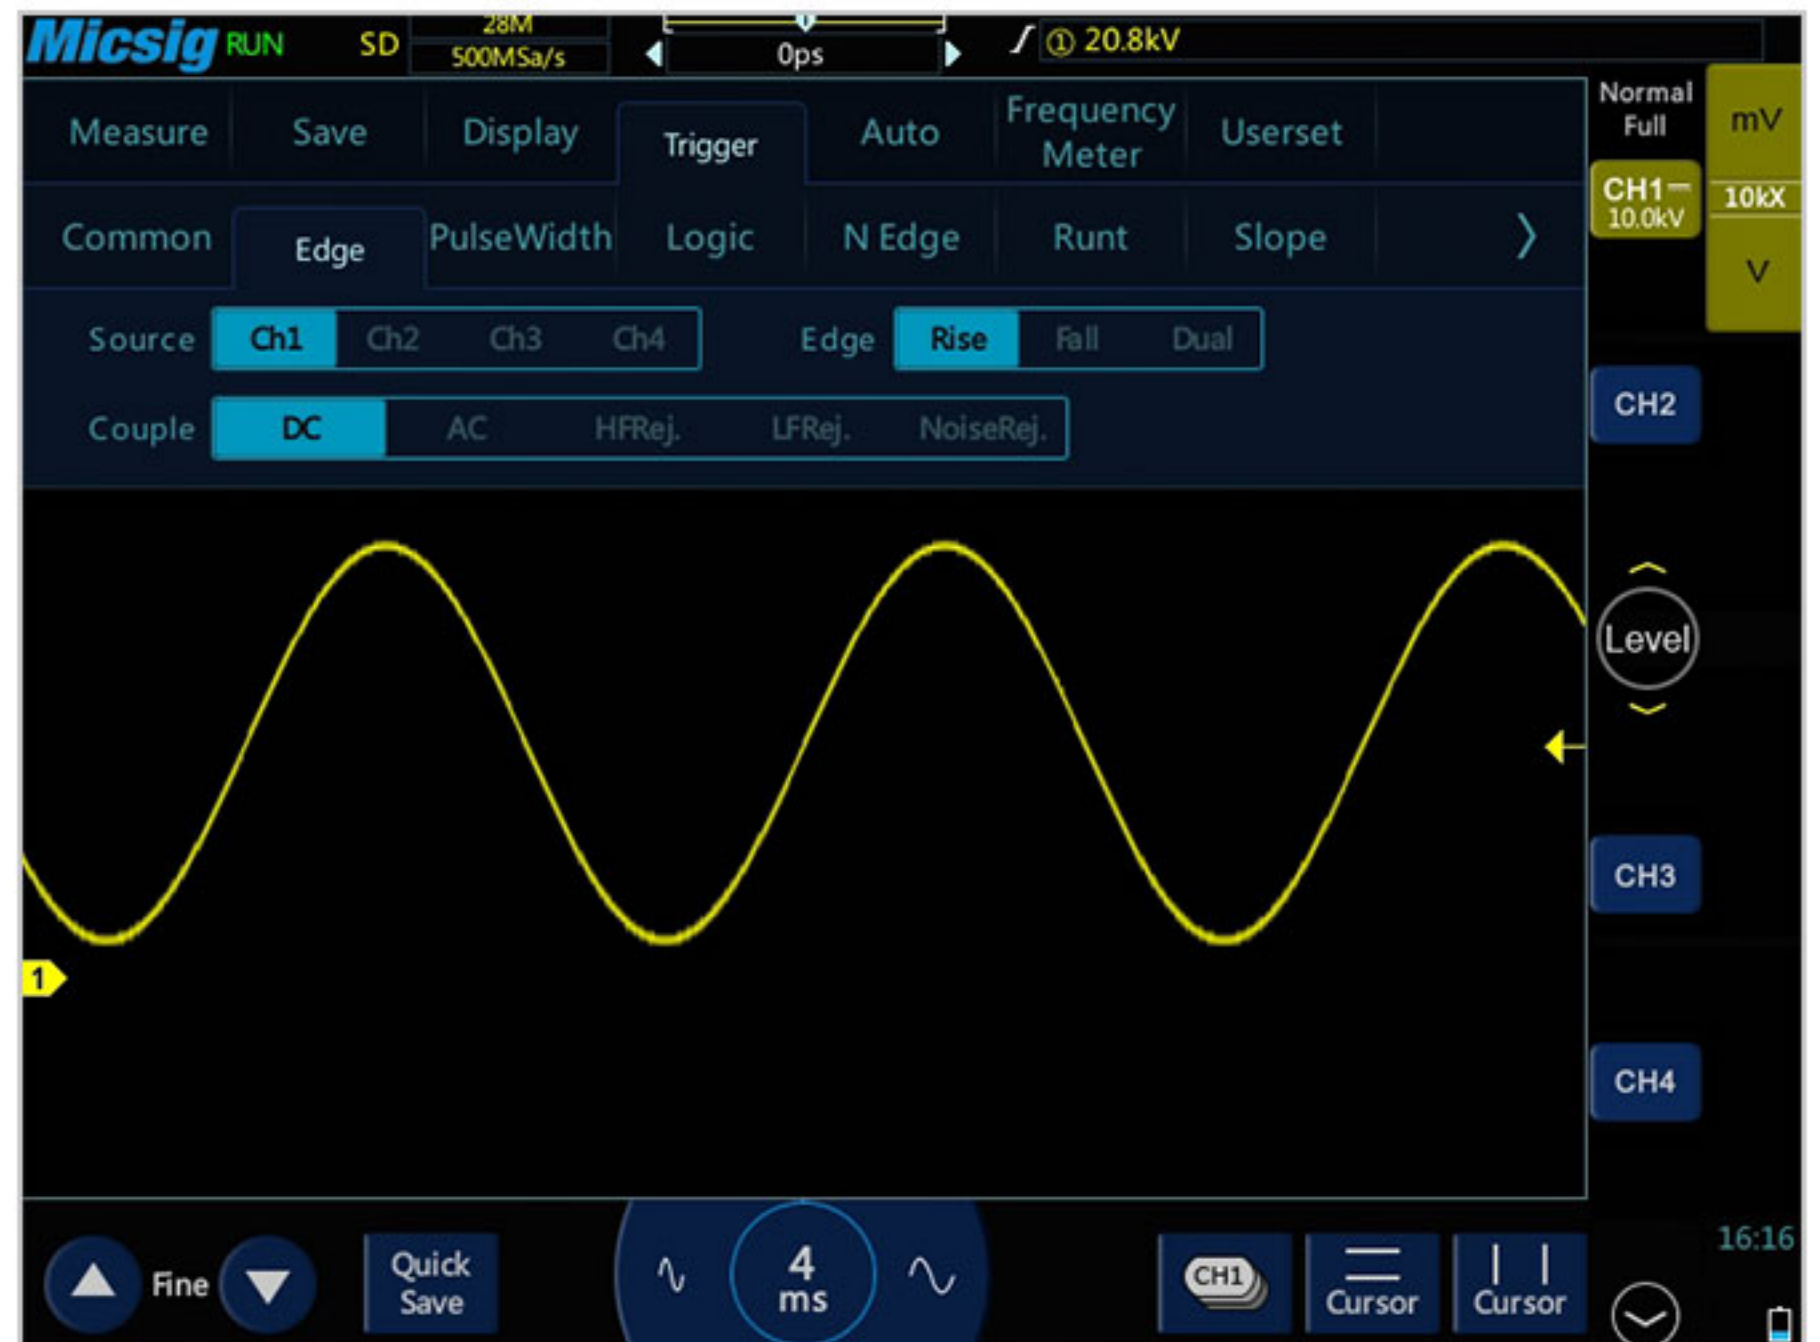 Micsig RUN SD 28M 500MSa/s 0ps ① 20.8kV
Measure Save Display Trigger Auto Frequency Meter Userset
Normal Full
mV
Common Edge PulseWidth Logic N Edge Runt Slope
CH1
10.0kV
10kX
V
Source Ch1 Ch2 Ch3 Ch4 Edge Rise Fall Dual
Couple DC AC HFRej. LFRej. NoiseRej.
CH2
Level
CH3
1
CH4
16:16
Fine
Quick Save
4 ms
CH1
Cursor
Cursor